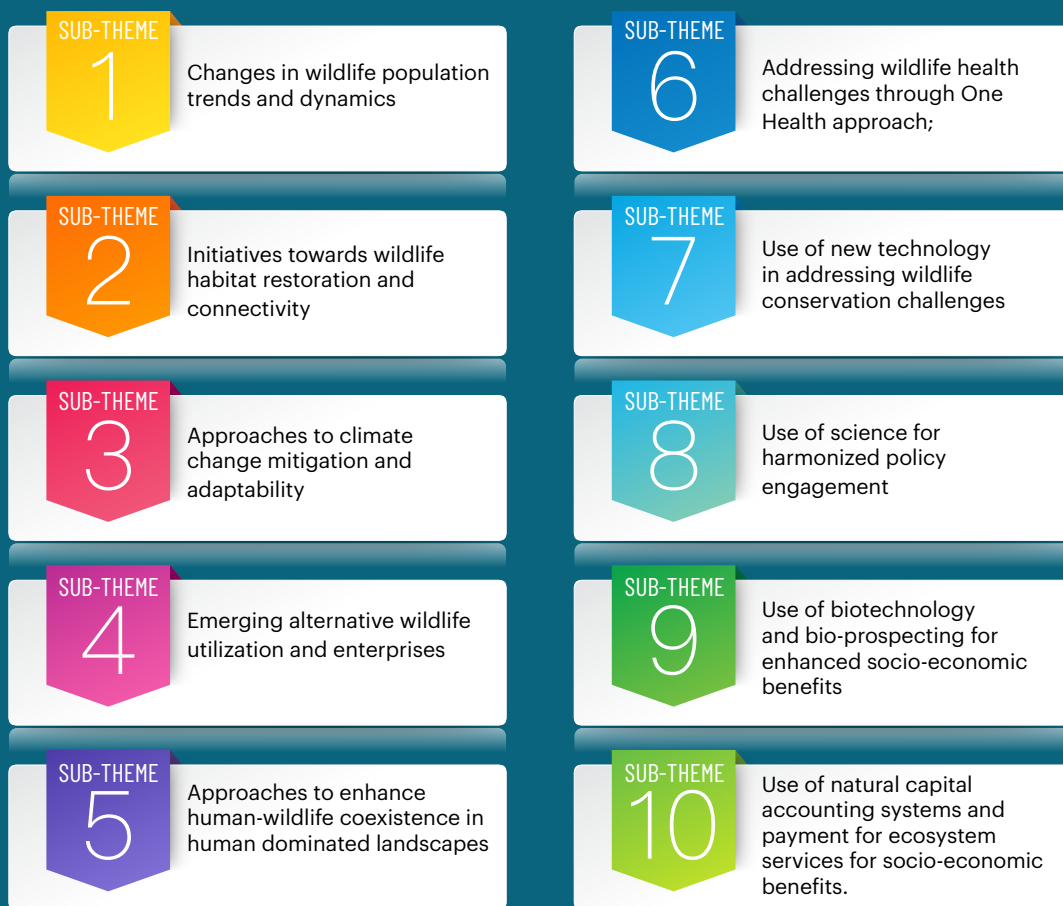 SUB-THEME
1
Changes in wildlife population
trends and dynamics
SUB-THEME
2
Initiatives towards wildlife
habitat restoration and
connectivity
SUB-THEME
3
Approaches to climate
change mitigation and
adaptability
SUB-THEME
4
Emerging alternative wildlife
utilization and enterprises
SUB-THEME
5
Approaches to enhance
human-wildlife coexistence in
human dominated landscapes
SUB-THEME
6
Addressing wildlife health
challenges through One
Health approach;
SUB-THEME
7
Use of new technology
in addressing wildlife
conservation challenges
SUB-THEME
8
Use of science for
harmonized policy
engagement
SUB-THEME
9
Use of biotechnology
and bio-prospecting for
enhanced socio-economic
benefits
SUB-THEME
10
Use of natural capital
accounting systems and
payment for ecosystem
services for socio-economic
benefits.